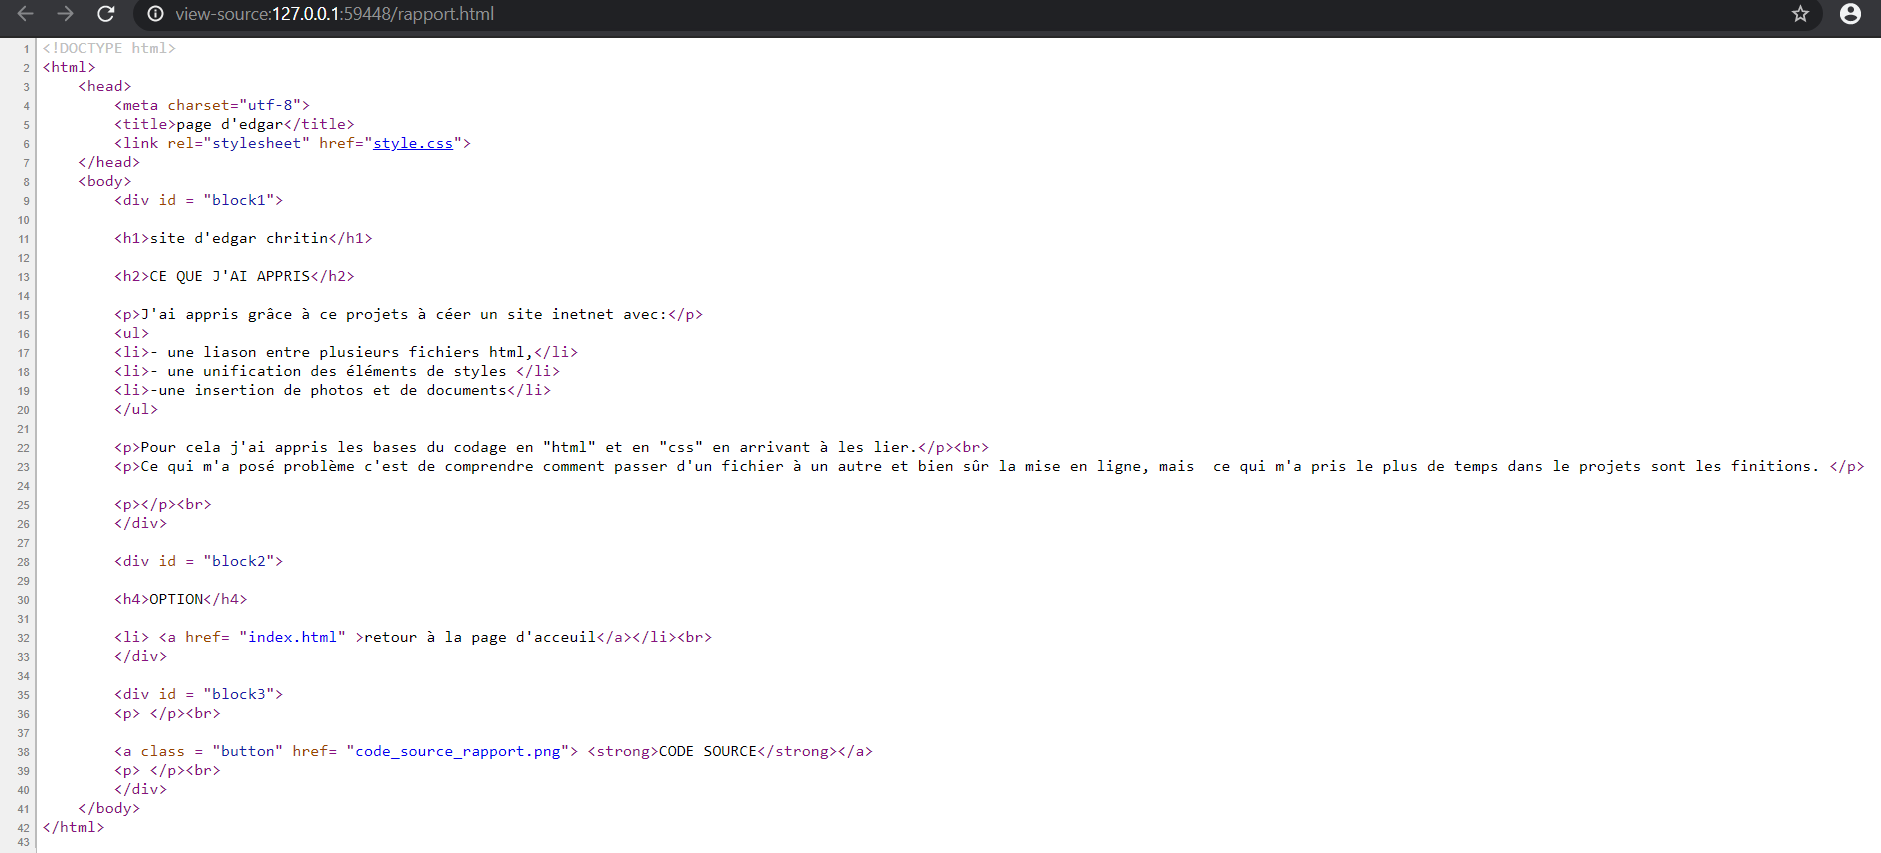 view-source:127.0.0.1:59448/rapport.html
1 <!DOCTYPE html>
2 <html>
3 <head>
4 <meta charset="utf-8">
5 <title>page d'edgar</title>
6 <link rel="stylesheet" href="style.css">
7 </head>
8 <body>
9 <div id = "block1">
10
11 <h1>site d'edgar chritin</h1>
12
13 <h2>CE QUE J'AI APPRIS</h2>
14
15 <p>J'ai appris grâce à ce projets à céer un site inetnet avec:</p>
16 <ul>
17 <li>- une liason entre plusieurs fichiers html,</li>
18 <li>- une unification des éléments de styles </li>
19 <li>-une insertion de photos et de documents</li>
20 </ul>
21
22 <p>Pour cela j'ai appris les bases du codage en "html" et en "css" en arrivant à les lier.</p><br>
23 <p>Ce qui m'a posé problème c'est de comprendre comment passer d'un fichier à un autre et bien sûr la mise en ligne, mais  ce qui m'a pris le plus de temps dans le projets sont les finitions. </p>
24
25 <p></p><br>
26 </div>
27
28 <div id = "block2">
29
30 <h4>OPTION</h4>
31
32 <li> <a href= "index.html" >retour à la page d'acceuil</a></li><br>
33 </div>
34
35 <div id = "block3">
36 <p> </p><br>
37
38 <a class = "button" href= "code_source_rapport.png"> <strong>CODE SOURCE</strong></a>
39 <p> </p><br>
40 </div>
41 </body>
42 </html>
43